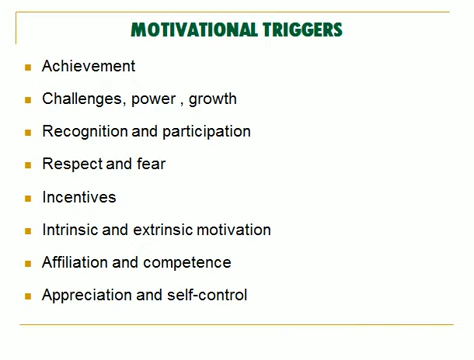 MOTIVATIONAL TRIGGERS
Achievement
Challenges, power , growth
Recognition and participation
Respect and fear
Incentives
Intrinsic and extrinsic motivation
Affiliation and competence
Appreciation and self-control